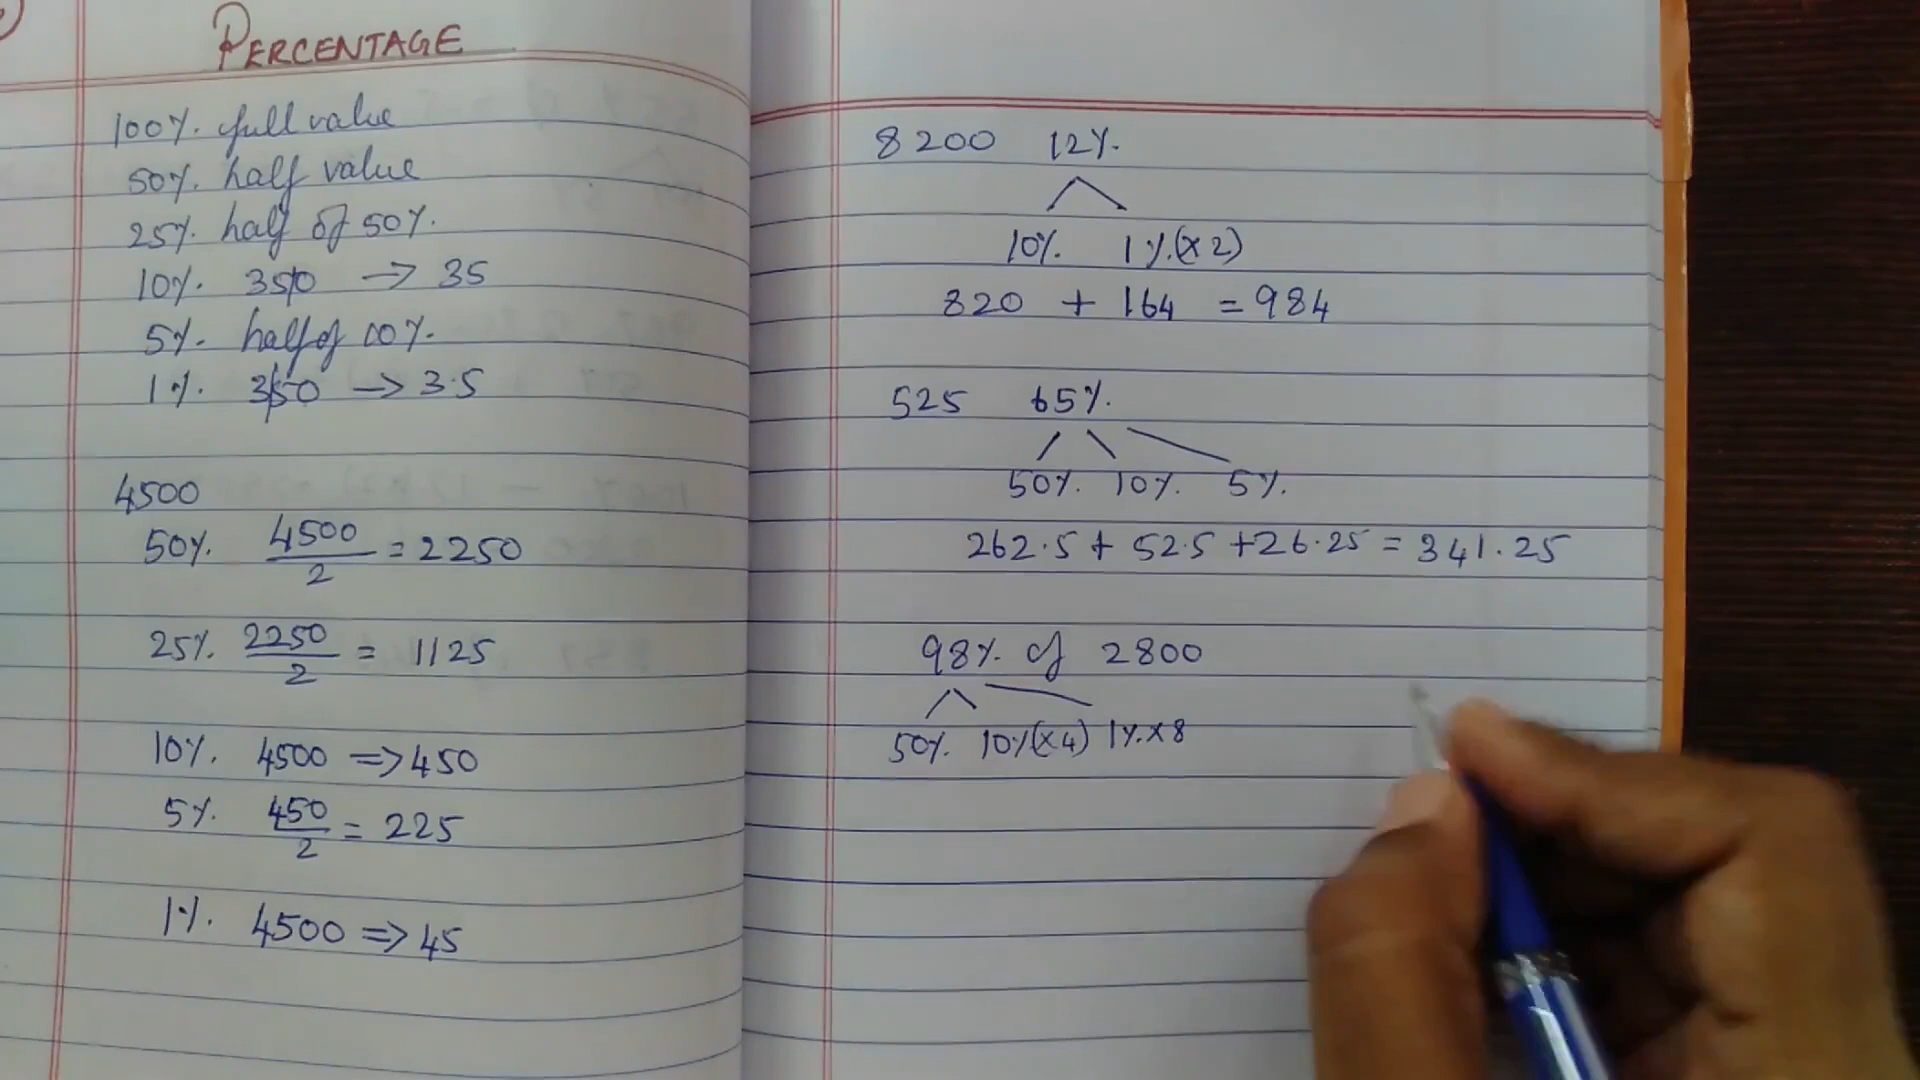 PERCENTAGE
100% full value
50% half value
25% half of 50%.
10% 350 → 35
5% half of 10%.
1% 350 → 3.5
4500
50% 4500/2 = 2250
25% 2250/2 = 1125
10% 4500 ⇒ 450
5% 450/2 = 225
1% 4500 ⇒ 45
8200 12%
10% 1%(×2)
820 + 164 = 984
525 65%
50% 10% 5%
262.5 + 52.5 + 26.25 = 341.25
98% of 2800
50% 10%(×4) 1%×8